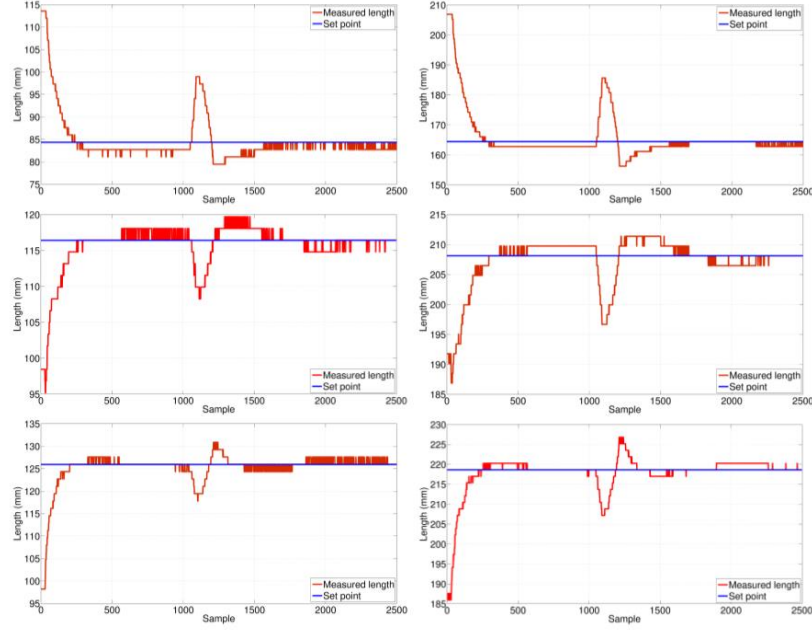 115
110
105
100
95
90
85
80
75
Length (mm)
0 500 1000 1500 2000 2500
Sample
Measured length
Set point
210
200
190
180
170
160
150
Length (mm)
0 500 1000 1500 2000 2500
Sample
Measured length
Set point
120
115
110
105
100
95
Length (mm)
0 500 1000 1500 2000 2500
Sample
Measured length
Set point
215
210
205
200
195
190
185
Length (mm)
0 500 1000 1500 2000 2500
Sample
Measured length
Set point
135
130
125
120
115
110
105
100
95
Length (mm)
0 500 1000 1500 2000 2500
Sample
Measured length
Set point
230
225
220
215
210
205
200
195
190
185
Length (mm)
0 500 1000 1500 2000 2500
Sample
Measured length
Set point